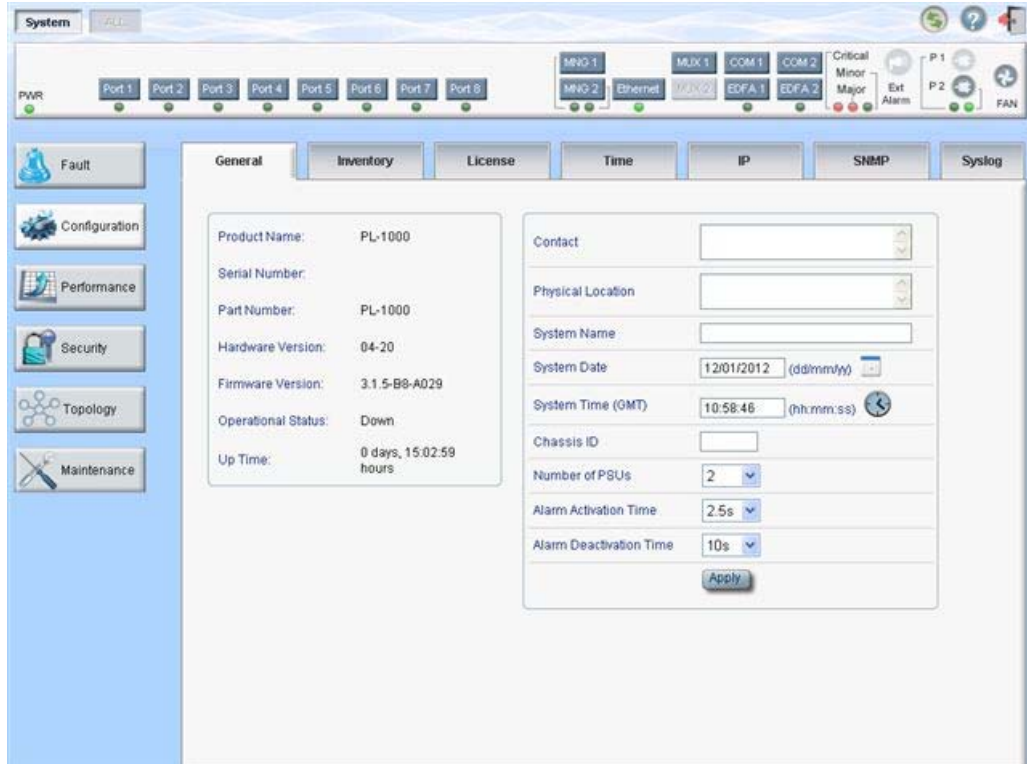 System ALL
MNG 1 MUX 1 COM 1 COM 2 Critical P 1
Minor
PWR Port 1 Port 2 Port 3 Port 4 Port 5 Port 6 Port 7 Port 8 MNG 2 Ethernet MUX 2 EDFA 1 EDFA 2 Major Ext Alarm P 2 FAN
Fault
Configuration
Performance
Security
Topology
Maintenance
General Inventory License Time IP SNMP Syslog
Product Name: PL-1000
Serial Number:
Part Number: PL-1000
Hardware Version: 04-20
Firmware Version: 3.1.5-B8-A029
Operational Status: Down
Up Time: 0 days, 15:02:59
hours
Contact
Physical Location
System Name
System Date 12/01/2012 (dd/mm/yy)
System Time (GMT) 10:58:46 (hh:mm:ss)
Chassis ID
Number of PSUs 2
Alarm Activation Time 2.5s
Alarm Deactivation Time 10s
Apply